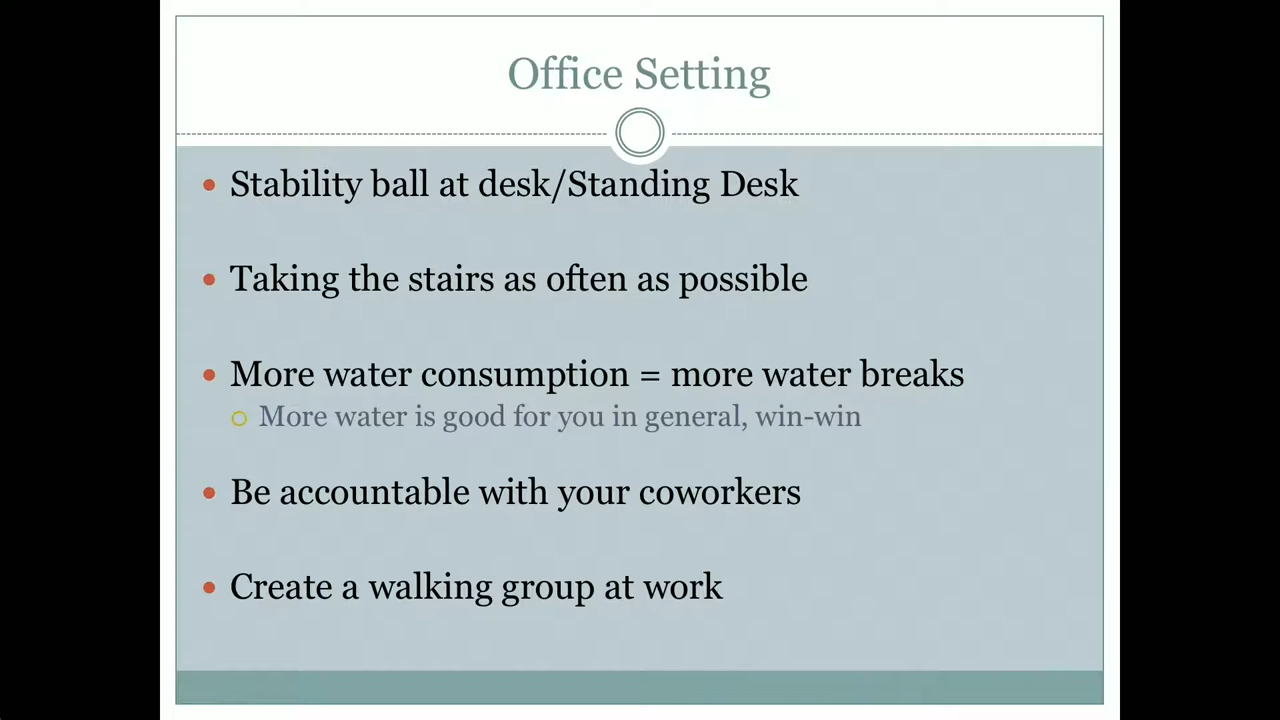 Office Setting
Stability ball at desk/Standing Desk
Taking the stairs as often as possible
More water consumption = more water breaks
More water is good for you in general, win-win
Be accountable with your coworkers
Create a walking group at work